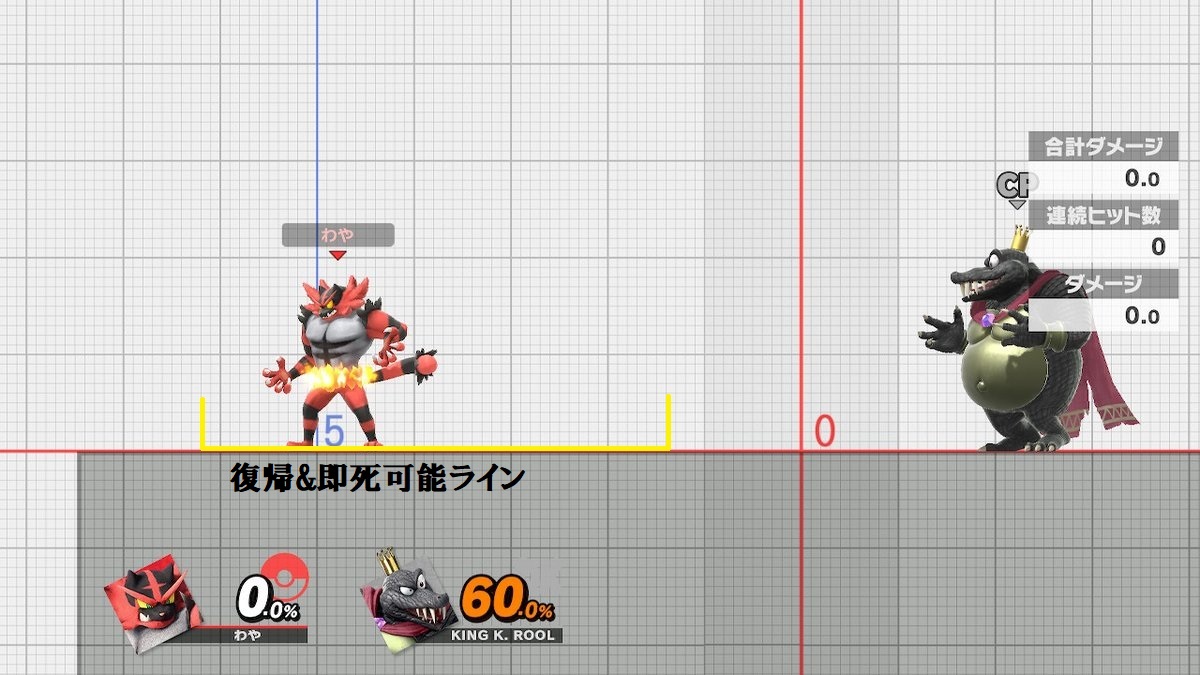 合計ダメージ
0.0
CP
連続ヒット数
0
わや
ダメージ
0.0
5
0
復帰&即死可能ライン
0.0%
わや
60.0%
KING K. ROOL